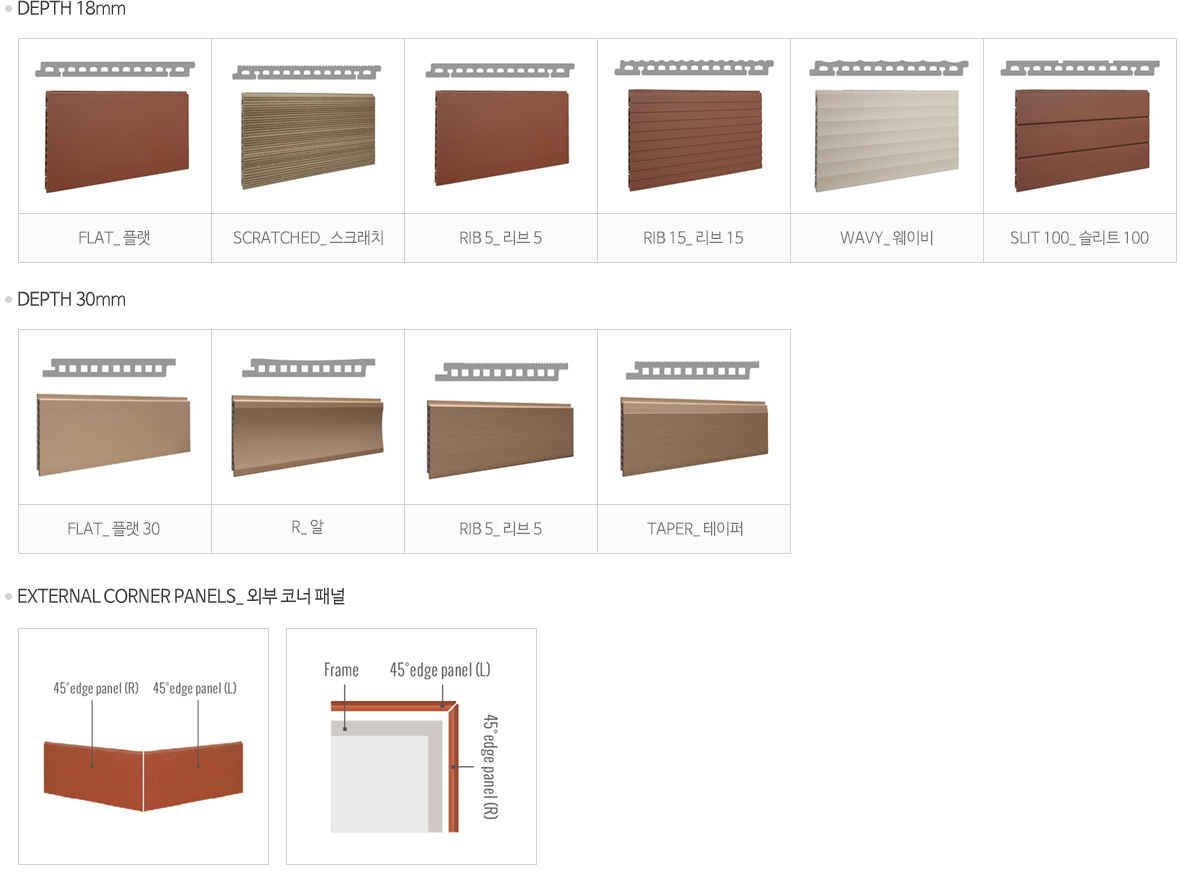 DEPTH 18mm
FLAT_ 플랫
SCRATCHED_ 스크래치
RIB 5_ 리브 5
RIB 15_ 리브 15
WAVY_ 웨이비
SLIT 100_ 슬리트 100
DEPTH 30mm
FLAT_ 플랫 30
R_ 알
RIB 5_ 리브 5
TAPER_ 테이퍼
EXTERNAL CORNER PANELS_ 외부 코너 패널
45°edge panel (R)
45°edge panel (L)
Frame
45°edge panel (L)
45°edge panel (R)